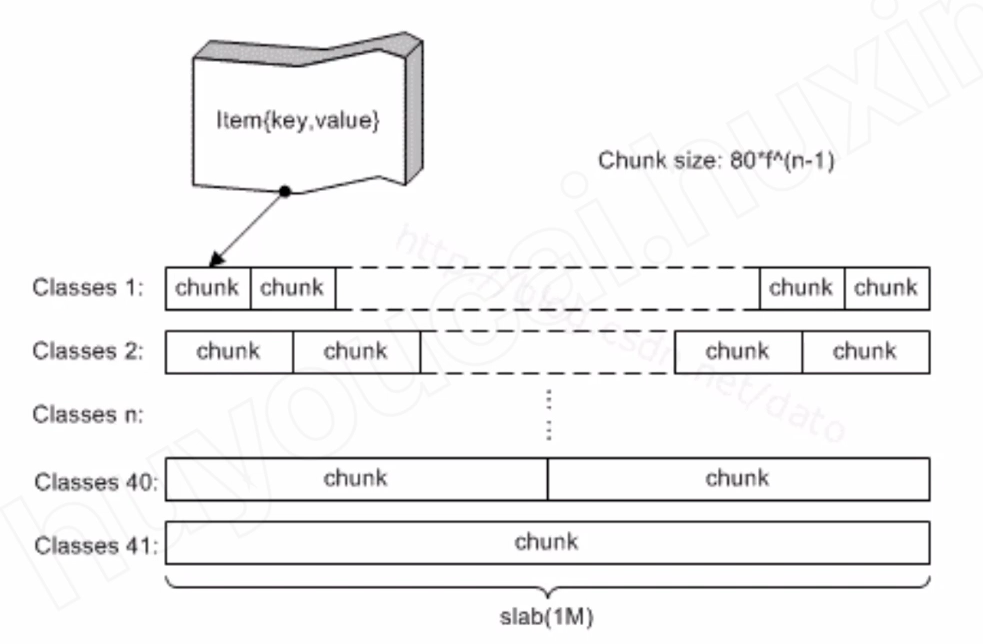 Item{key,value}
Chunk size: 80*f^(n-1)
http://blog.csdn.net/dato
Classes 1: chunk chunk chunk chunk
Classes 2: chunk chunk chunk chunk
Classes n:
Classes 40: chunk chunk
Classes 41: chunk
slab(1M)
huyoucai.huxin